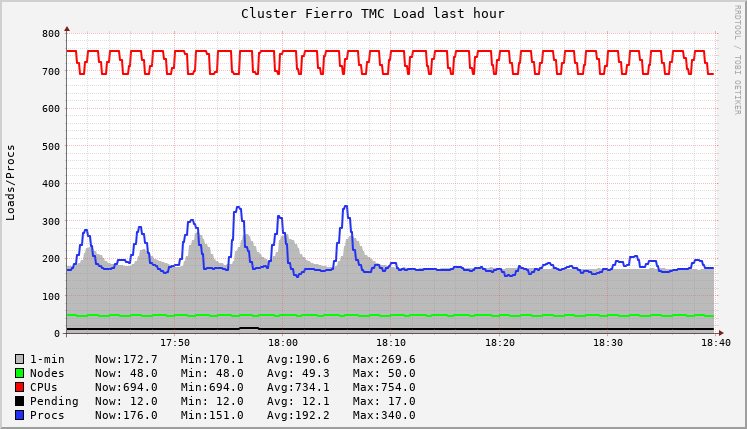 Cluster Fierro TMC Load last hour
RRDTOOL / TOBI OETIKER
Loads/Procs
800
700
600
500
400
300
200
100
0
17:50 18:00 18:10 18:20 18:30 18:40
1-min Now:172.7 Min:170.1 Avg:190.6 Max:269.6
Nodes Now: 48.0 Min: 48.0 Avg: 49.3 Max: 50.0
CPUs Now:694.0 Min:694.0 Avg:734.1 Max:754.0
Pending Now: 12.0 Min: 12.0 Avg: 12.1 Max: 17.0
Procs Now:176.0 Min:151.0 Avg:192.2 Max:340.0